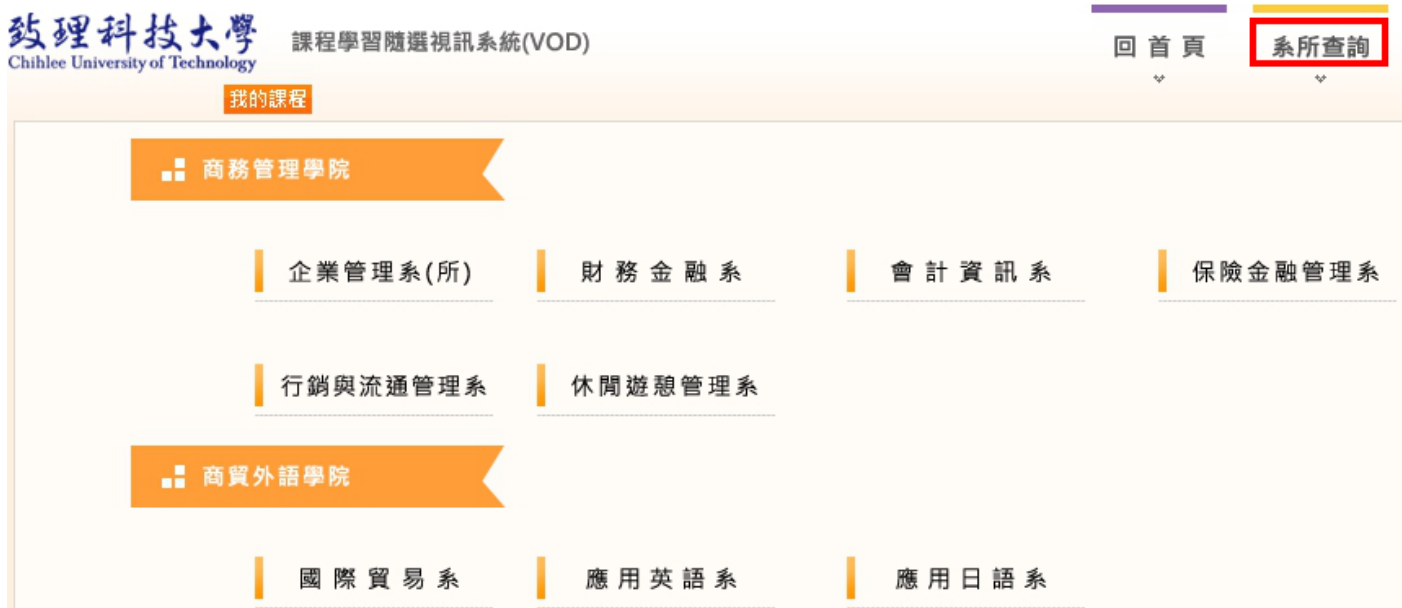 致理科技大學
Chihlee University of Technology
課程學習隨選視訊系統(VOD)
回首頁
系所查詢
我的課程
商務管理學院
企業管理系(所)
財務金融系
會計資訊系
保險金融管理系
行銷與流通管理系
休閒遊憩管理系
商貿外語學院
國際貿易系
應用英語系
應用日語系